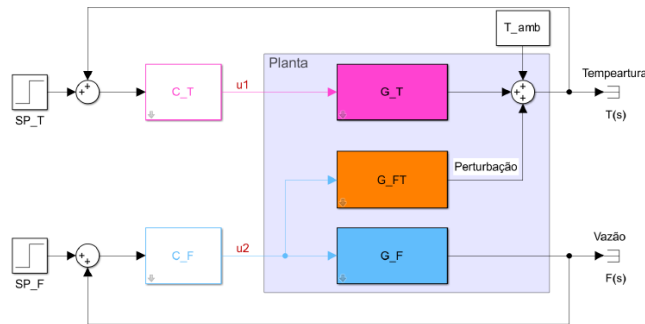 T_amb
Planta
Tempeartura
C_T
u1
G_T
SP_T
T(s)
Perturbação
G_FT
C_F
u2
G_F
Vazão
SP_F
F(s)